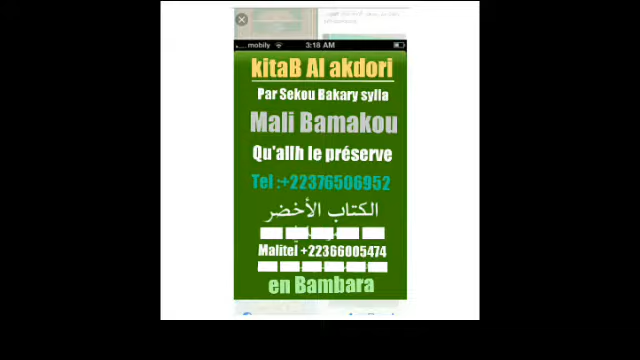 mobily 3:18 AM
kitaB Al akdori
Par Sekou Bakary sylla
Mali Bamakou
Qu'allh le préserve
Tel :+22376506952
الكتاب الأخضر
Malitel +22366005474
en Bambara